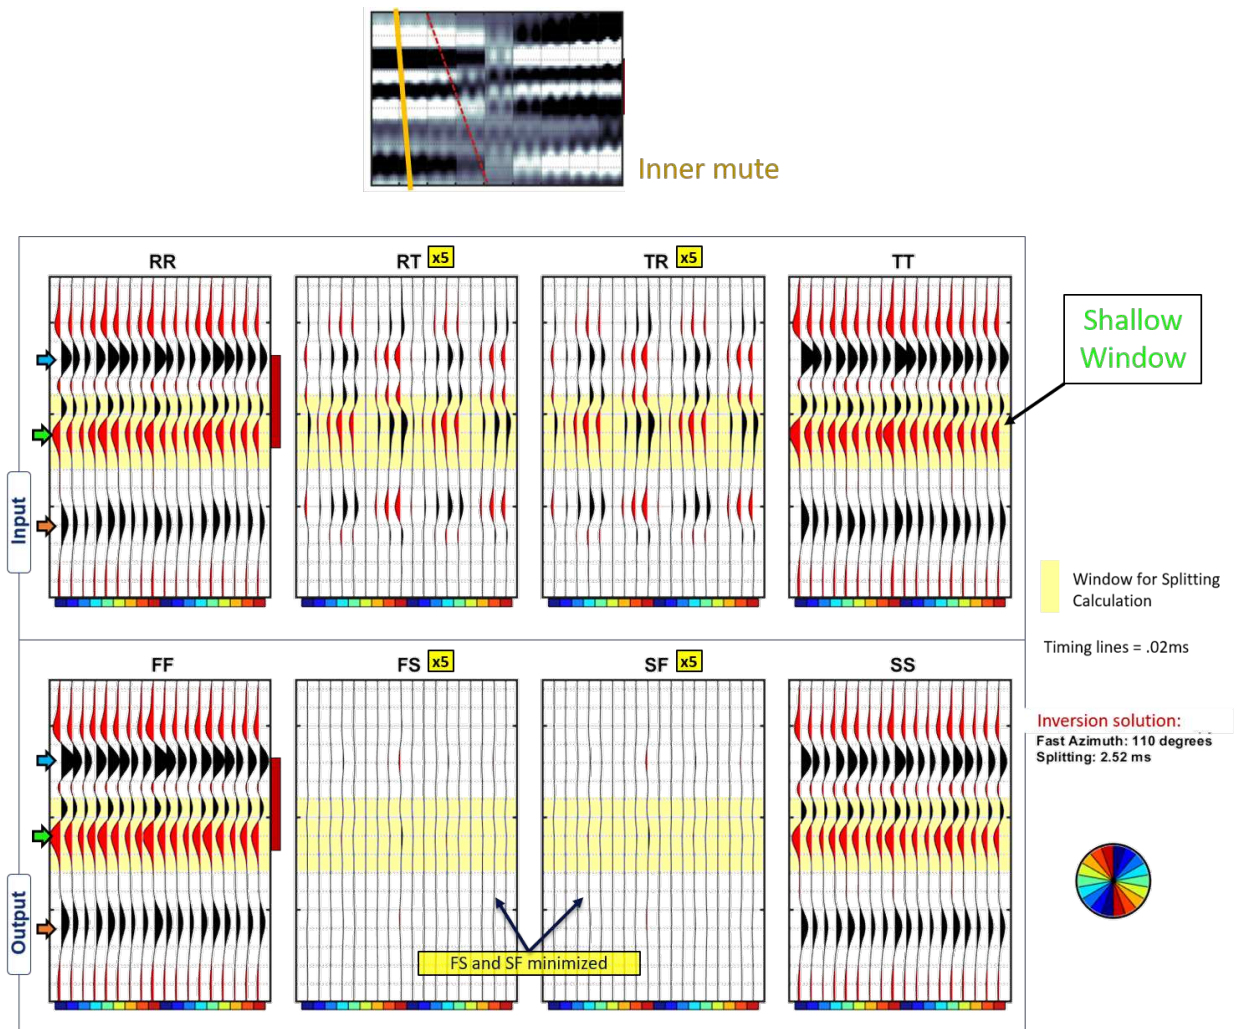 Inner mute
RR
RT x5
TR x5
TT
Shallow
Window
Input
Window for Splitting
Calculation
Timing lines = .02ms
FF
FS x5
SF x5
SS
Inversion solution:
Fast Azimuth: 110 degrees
Splitting: 2.52 ms
Output
FS and SF minimized